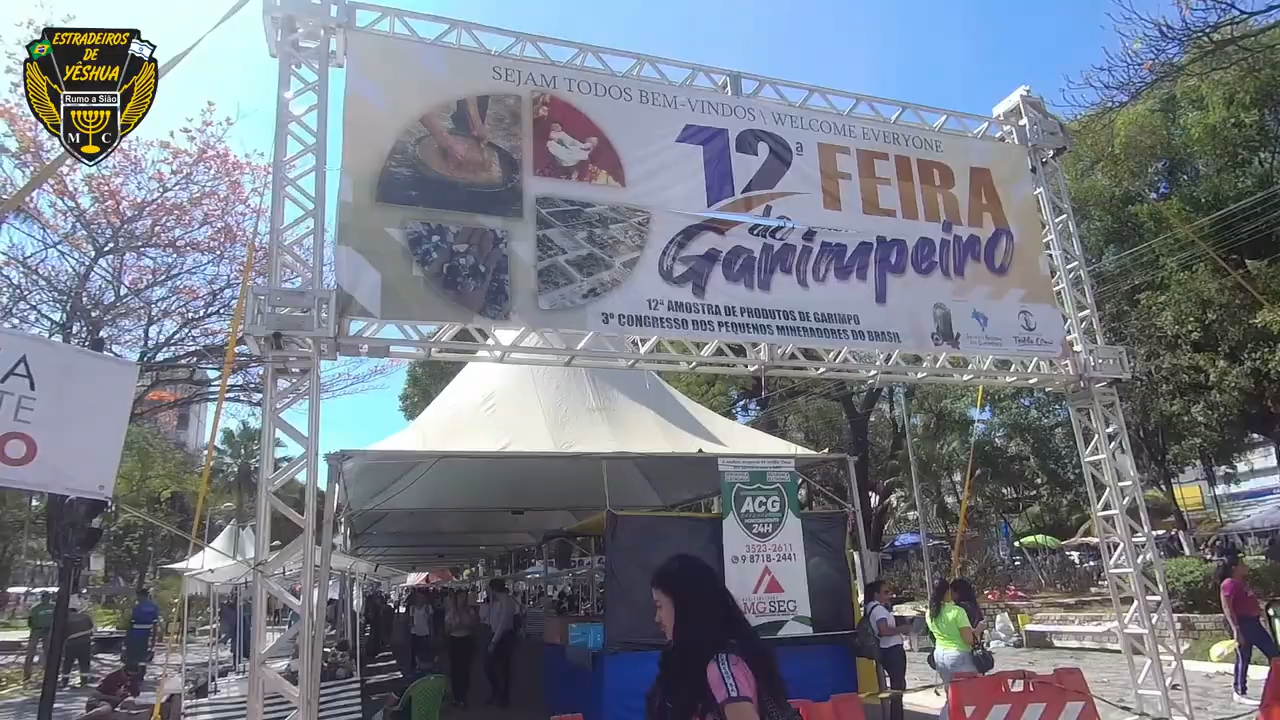 ESTRADEIROS
DE
YÊSHUA
Rumo a Sião
M C
SEJAM TODOS BEM-VINDOS \ WELCOME EVERYONE
12ª FEIRA
do
Garimpeiro
12ª AMOSTRA DE PRODUTOS DE GARIMPO
3º CONGRESSO DOS PEQUENOS MINERADORES DO BRASIL
A
TE
O
ACG
MONITORAMENTO
24H
3523-2611
9 8718-2441
MGSEG